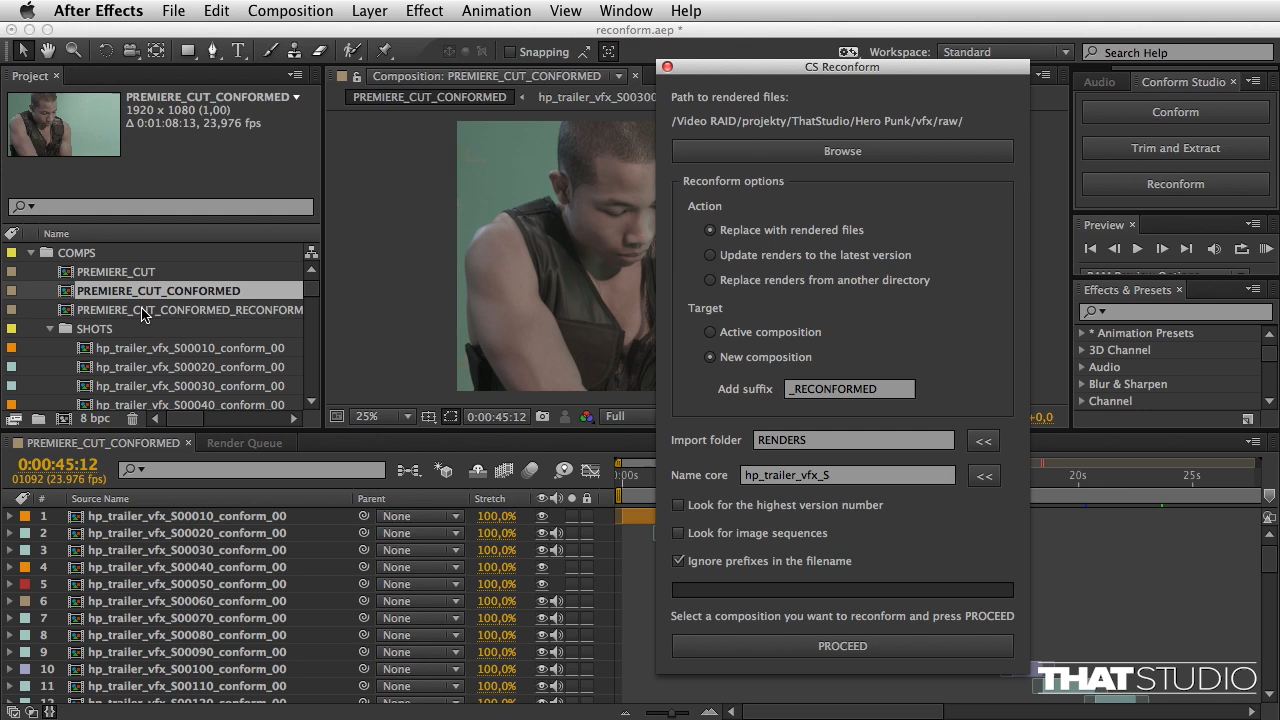 After Effects File Edit Composition Layer Effect Animation View Window Help
reconform.aep *
Snapping
Workspace: Standard
Search Help
Project ×
PREMIERE_CUT_CONFORMED ▼
1920 x 1080 (1,00)
Δ 0:01:08:13, 23,976 fps
Name
COMPS
PREMIERE_CUT
PREMIERE_CUT_CONFORMED
PREMIERE_CUT_CONFORMED_RECONFORM
SHOTS
hp_trailer_vfx_S00010_conform_00
hp_trailer_vfx_S00020_conform_00
hp_trailer_vfx_S00030_conform_00
hp_trailer_vfx_S00040_conform_00
8 bpc
Composition: PREMIERE_CUT_CONFORMED
PREMIERE_CUT_CONFORMED
hp_trailer_vfx_S00300
25%
0:00:45:12
Full
+0,0
CS Reconform
Path to rendered files:
/Video RAID/projekty/ThatStudio/Hero Punk/vfx/raw/
Browse
Reconform options
Action
Replace with rendered files
Update renders to the latest version
Replace renders from another directory
Target
Active composition
New composition
Add suffix _RECONFORMED
Import folder RENDERS <<
Name core hp_trailer_vfx_S <<
Look for the highest version number
Look for image sequences
Ignore prefixes in the filename
Select a composition you want to reconform and press PROCEED
PROCEED
Audio Conform Studio ×
Conform
Trim and Extract
Reconform
Preview ×
Effects & Presets ×
* Animation Presets
3D Channel
Audio
Blur & Sharpen
Channel
PREMIERE_CUT_CONFORMED × Render Queue
0:00:45:12
01092 (23.976 fps)
:00s
20s
25s
# Source Name Parent Stretch
1 hp_trailer_vfx_S00010_conform_00 None 100,0%
2 hp_trailer_vfx_S00020_conform_00 None 100,0%
3 hp_trailer_vfx_S00030_conform_00 None 100,0%
4 hp_trailer_vfx_S00040_conform_00 None 100,0%
5 hp_trailer_vfx_S00050_conform_00 None 100,0%
6 hp_trailer_vfx_S00060_conform_00 None 100,0%
7 hp_trailer_vfx_S00070_conform_00 None 100,0%
8 hp_trailer_vfx_S00080_conform_00 None 100,0%
9 hp_trailer_vfx_S00090_conform_00 None 100,0%
10 hp_trailer_vfx_S00100_conform_00 None 100,0%
11 hp_trailer_vfx_S00110_conform_00 None 100,0%
THATSTUDIO